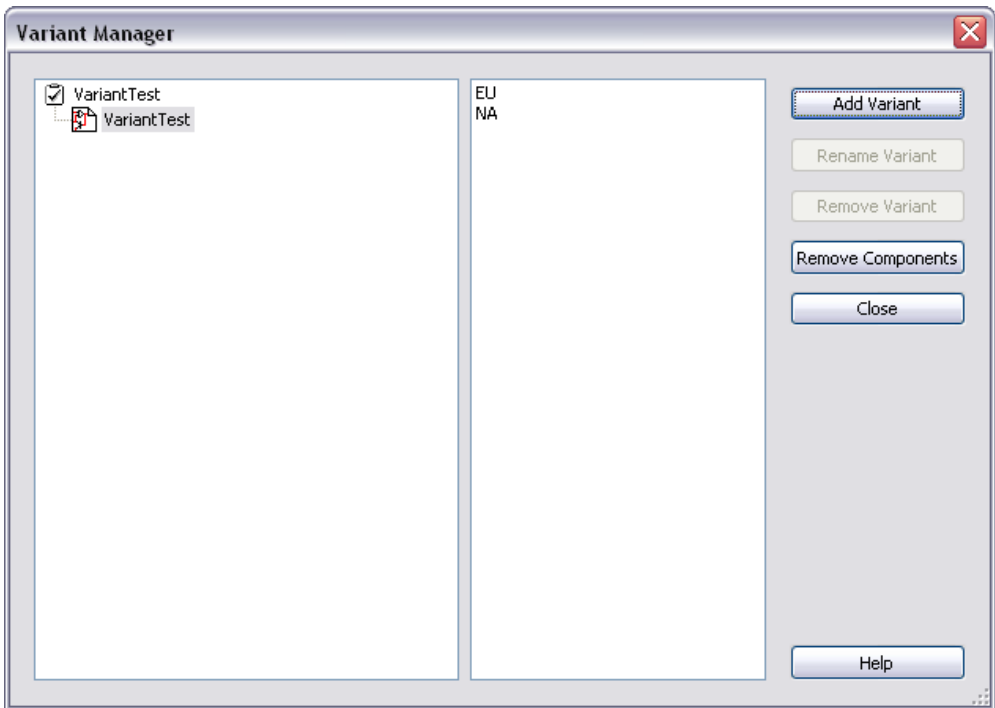 Variant Manager
VariantTest
VariantTest
EU
NA
Add Variant
Rename Variant
Remove Variant
Remove Components
Close
Help